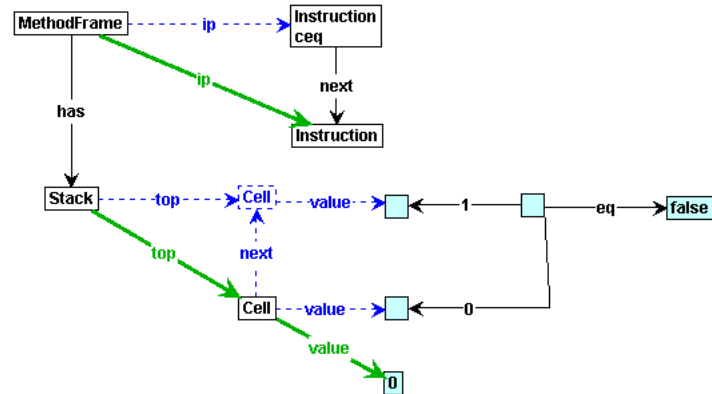 MethodFrame
ip
Instruction
ceq
ip
next
has
Instruction
Stack
top
Cell
value
1
eq
false
top
next
Cell
value
0
value
0